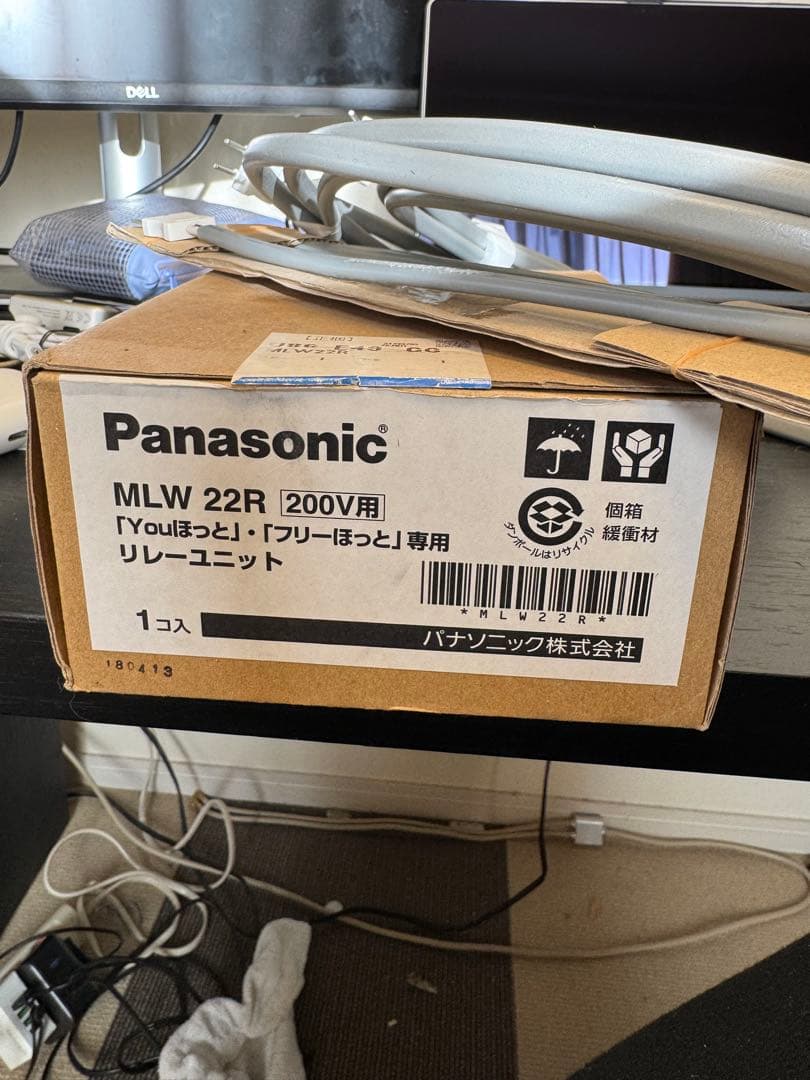 DELL
MLW22R
Panasonic®
MLW 22R 200V用
「Youほっと」・「フリーほっと」専用
リレーユニット
ダンボールはリサイクル
個箱
緩衝材
*MLW22R*
1コ入
パナソニック株式会社
180413